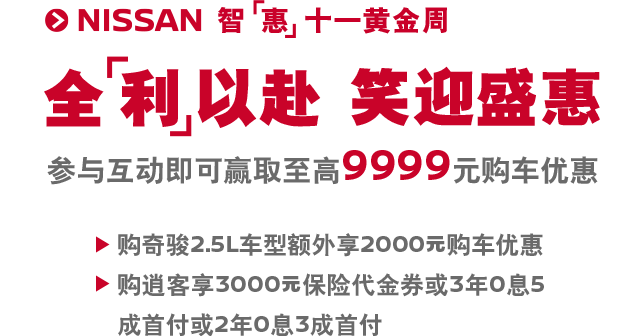 NISSAN 智「惠」十一黄金周
全「利」以赴 笑迎盛惠
参与互动即可赢取至高9999元购车优惠
购奇骏2.5L车型额外享2000元购车优惠
购逍客享3000元保险代金券或3年0息5
成首付或2年0息3成首付